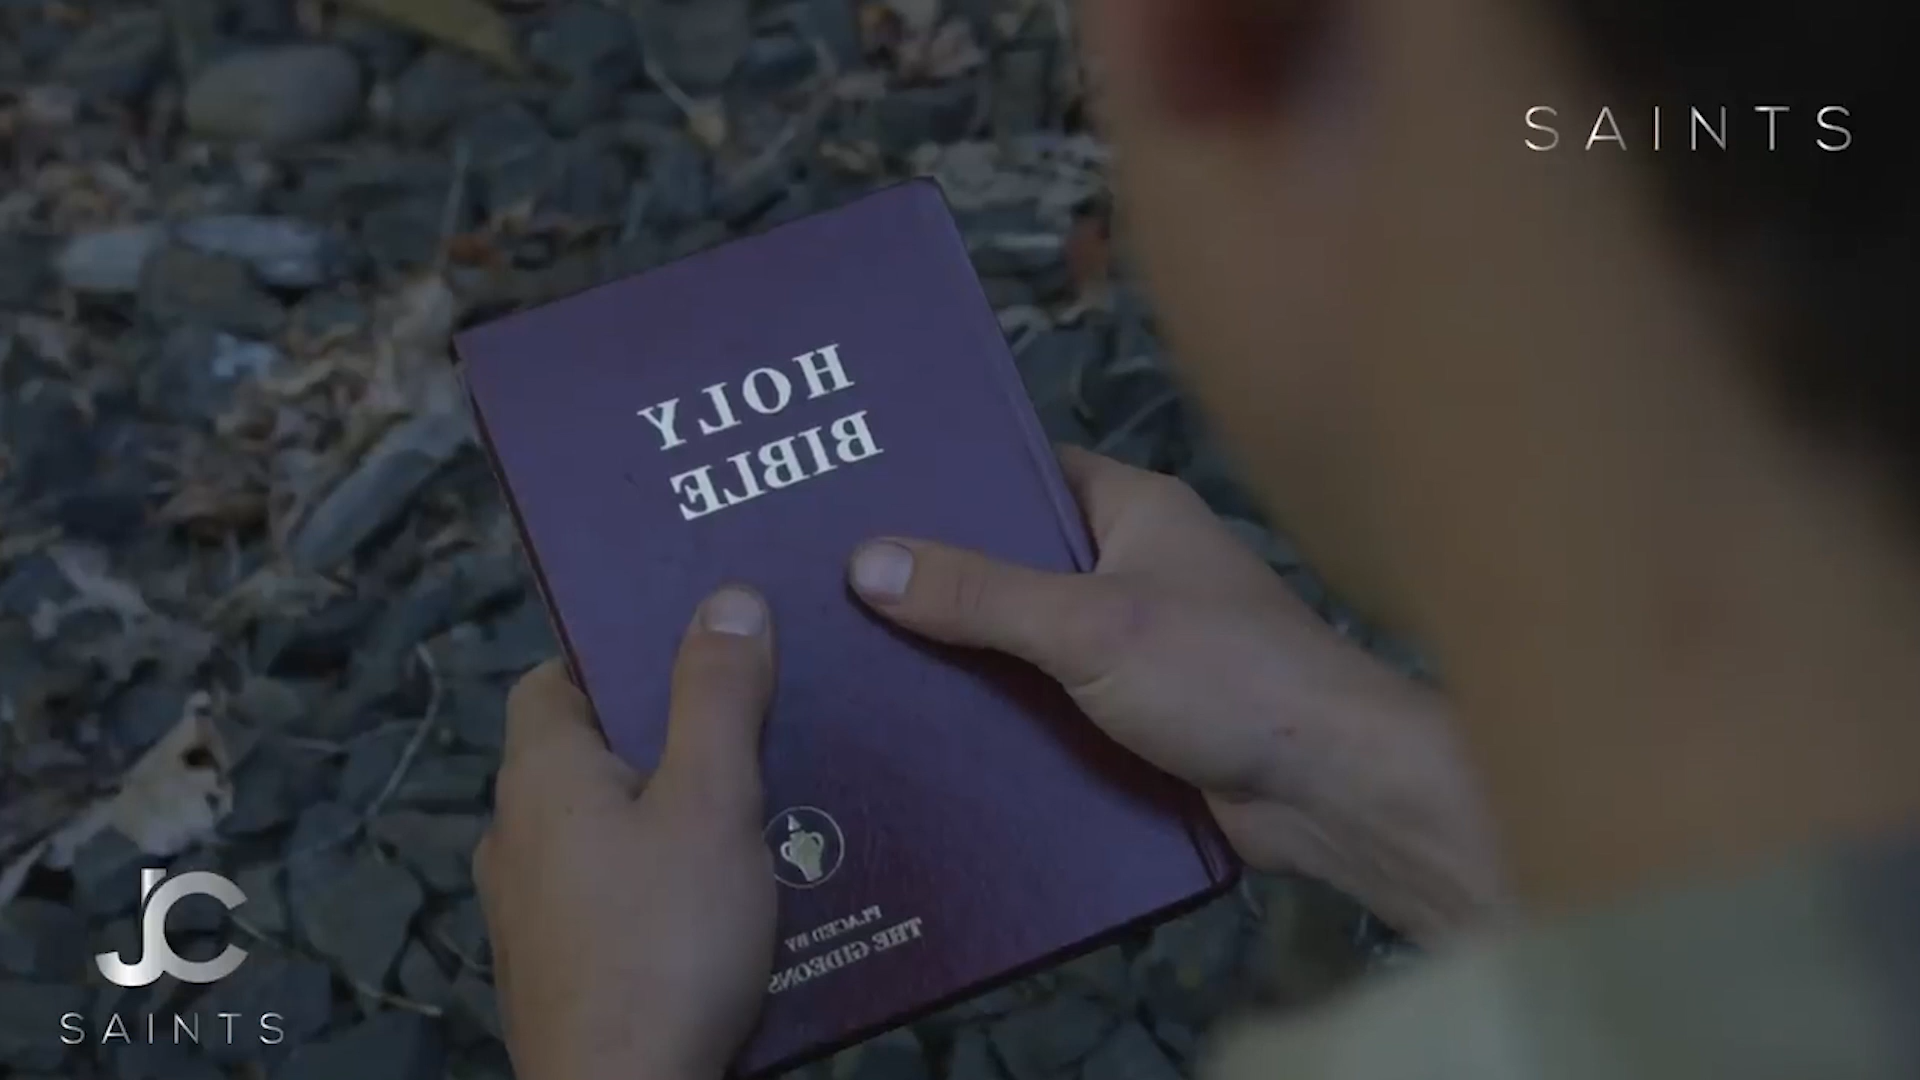 SAINTS
HOLY
BIBLE
PLACED BY
THE GIDEONS
JC
SAINTS